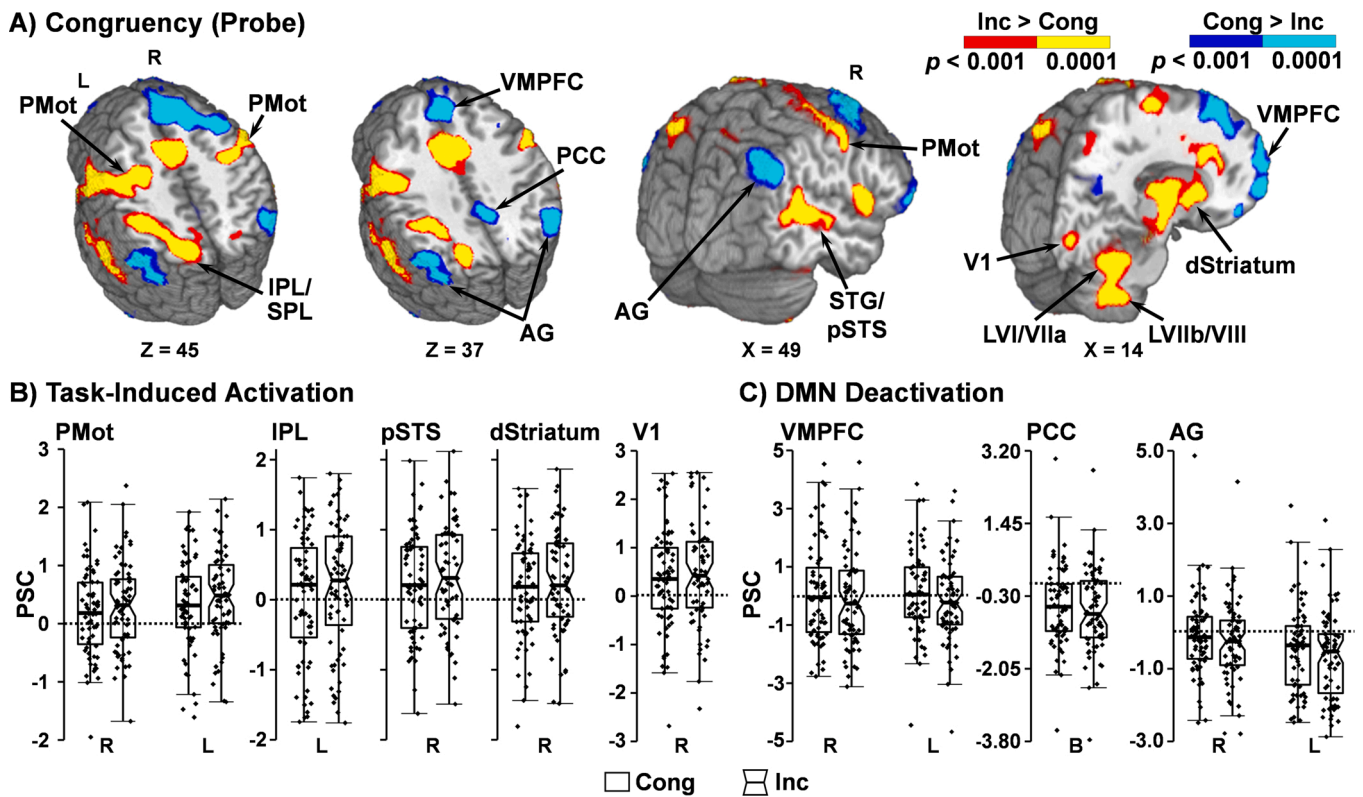 A) Congruency (Probe)
Inc > Cong
Cong > Inc
p < 0.001 0.0001
p < 0.001 0.0001
R
L
PMot
PMot
IPL/
SPL
Z = 45
VMPFC
PCC
AG
Z = 37
R
PMot
AG
STG/
pSTS
X = 49
VMPFC
V1
dStriatum
LVI/VIIa
LVIIb/VIII
X = 14
B) Task-Induced Activation
C) DMN Deactivation
PMot
IPL
pSTS
dStriatum
V1
VMPFC
PCC
AG
PSC
3
2
1
0
-1
-2
R
L
2
1
0
-1
-2
L
R
R
3
2
1
0
-1
-2
-3
R
PSC
5
3
1
-1
-3
-5
R
L
3.20
1.45
-0.30
-2.05
-3.80
B
5.0
3.0
1.0
-1.0
-3.0
R
L
Cong
Inc